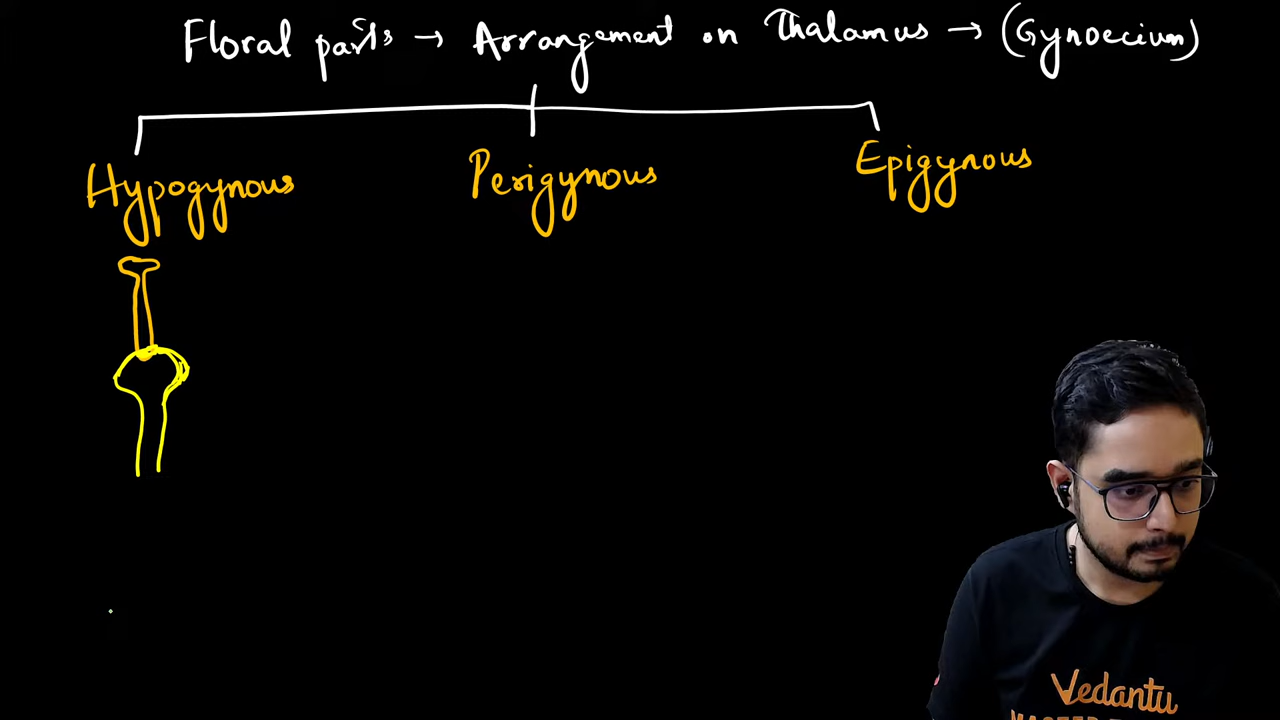 Floral parts → Arrangement on Thalamus → (Gynoecium)
Hypogynous Perigynous Epigynous
Vedantu